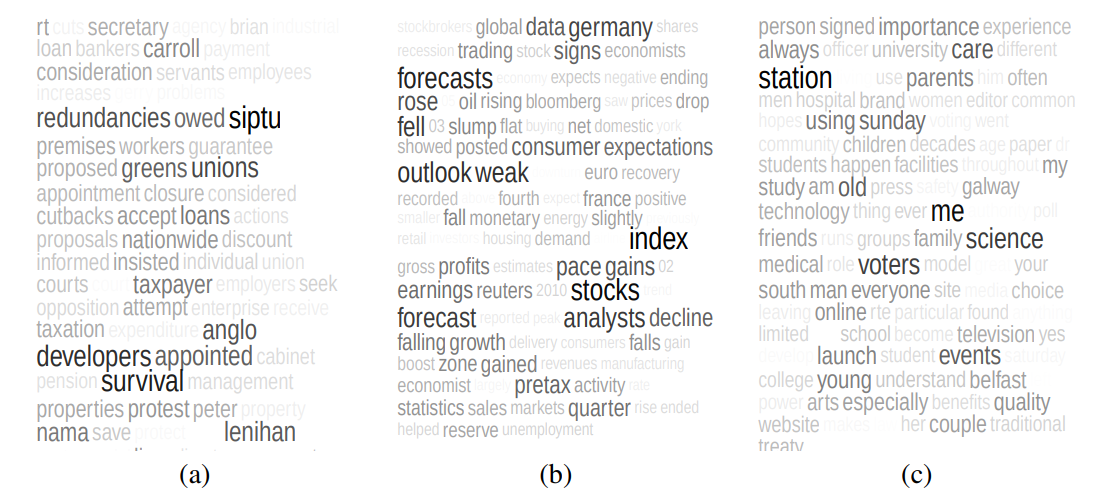 rt cuts secretary agency brian industrial
loan bankers carroll payment
consideration servants employees
increases problems
redundancies owed siptu
premises workers guarantee
proposed greens unions
appointment closure considered
cutbacks accept loans actions
proposals nationwide discount
informed insisted individual union
courts taxpayer employers seek
opposition attempt enterprise receive
taxation expenditure anglo
developers appointed cabinet
pension survival management
properties protest peter property
nama save protect lenihan
(a)
stockbrokers global data germany shares
recession trading stock signs economists
forecasts economy expects negative ending
rose oil rising bloomberg saw prices drop
fell 03 slump flat buying net domestic york
showed posted consumer expectations
outlook weak euro recovery
recorded fourth expect france positive
smaller fall monetary energy slightly
retail investors housing demand index
gross profits estimates pace gains 02
earnings reuters 2010 stocks trend
forecast reported peak analysts decline
falling growth delivery consumers falls gain
boost zone gained revenues manufacturing
economist largely pretax activity rate
statistics sales markets quarter rise ended
helped reserve unemployment
(b)
person signed importance experience
always officer university care different
station use parents him often
men hospital brand women editor common
hopes using sunday voting went
community children decades age paper dr
students happen facilities throughout my
study am old press safety galway
technology thing ever me poll
friends runs groups family science
medical role voters model your
south man everyone site media choice
leaving online rte particular found anything
limited school become television yes
develop launch student events saturday
college young understand belfast
power arts especially benefits quality
website makes her couple traditional
treaty
(c)